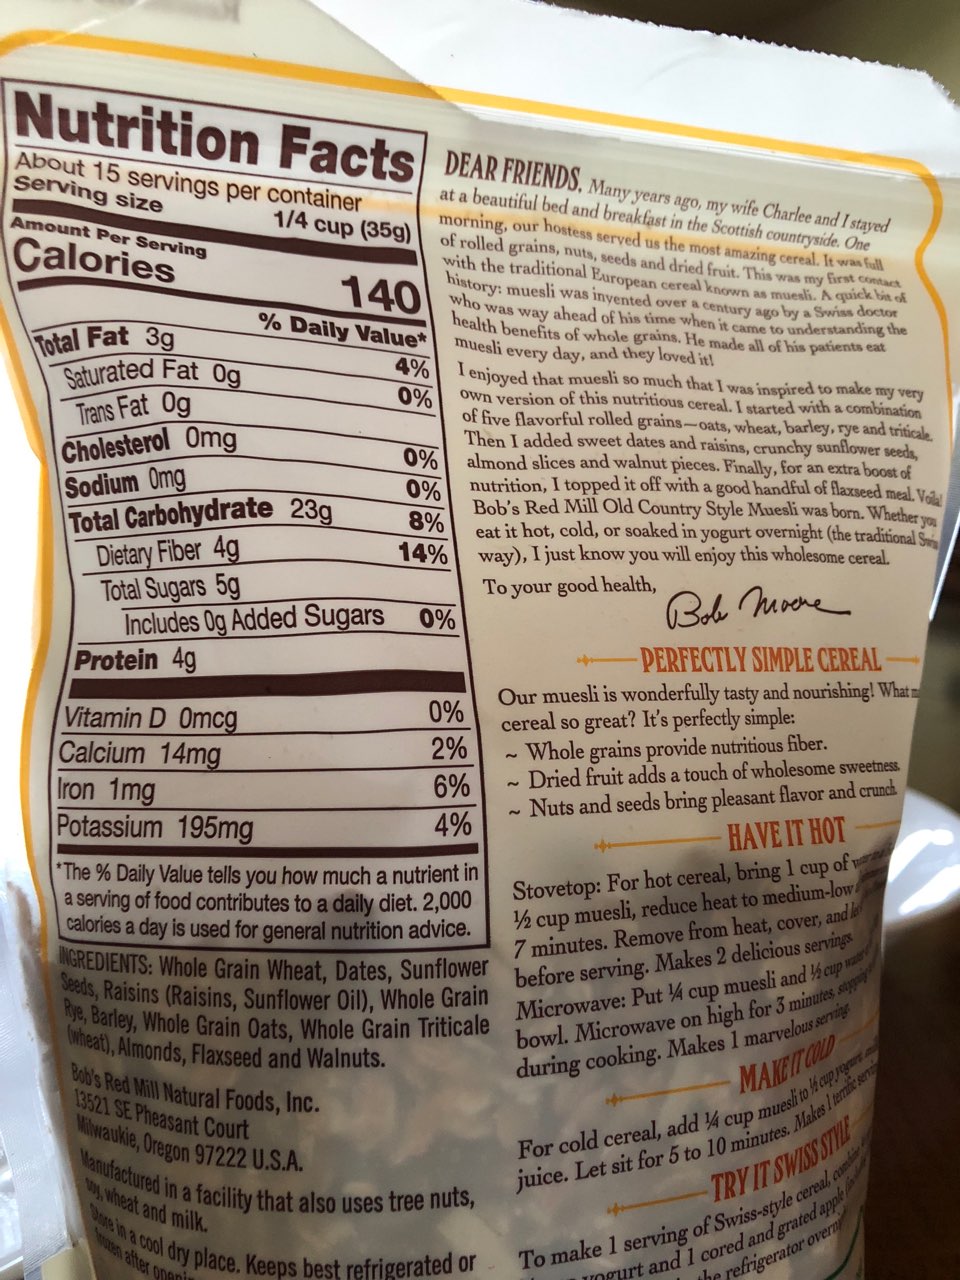 Nutrition Facts
About 15 servings per container
Serving size 1/4 cup (35g)
Amount Per Serving
Calories 140
% Daily Value*
Total Fat 3g 4%
Saturated Fat 0g 0%
Trans Fat 0g
Cholesterol 0mg 0%
Sodium 0mg 0%
Total Carbohydrate 23g 8%
Dietary Fiber 4g 14%
Total Sugars 5g
Includes 0g Added Sugars 0%
Protein 4g
Vitamin D 0mcg 0%
Calcium 14mg 2%
Iron 1mg 6%
Potassium 195mg 4%
*The % Daily Value tells you how much a nutrient in
a serving of food contributes to a daily diet. 2,000
calories a day is used for general nutrition advice.
INGREDIENTS: Whole Grain Wheat, Dates, Sunflower
Seeds, Raisins (Raisins, Sunflower Oil), Whole Grain
Rye, Barley, Whole Grain Oats, Whole Grain Triticale
(wheat), Almonds, Flaxseed and Walnuts.
Bob's Red Mill Natural Foods, Inc.
13521 SE Pheasant Court
Milwaukie, Oregon 97222 U.S.A.
Manufactured in a facility that also uses tree nuts,
soy, wheat and milk.
Store in a cool dry place. Keeps best refrigerated or
frozen after
DEAR FRIENDS, Many years ago, my wife Charlee and I stayed
at a beautiful bed and breakfast in the Scottish countryside. One
morning, our hostess served us the most amazing cereal. It was full
of rolled grains, nuts, seeds and dried fruit. This was my first contact
with the traditional European cereal known as muesli. A quick bit of
history: muesli was invented over a century ago by a Swiss doctor
who was way ahead of his time when it came to understanding the
health benefits of whole grains. He made all of his patients eat
muesli every day, and they loved it!
I enjoyed that muesli so much that I was inspired to make my very
own version of this nutritious cereal. I started with a combination
of five flavorful rolled grains—oats, wheat, barley, rye and triticale.
Then I added sweet dates and raisins, crunchy sunflower seeds,
almond slices and walnut pieces. Finally, for an extra boost of
nutrition, I topped it off with a good handful of flaxseed meal. Voila!
Bob's Red Mill Old Country Style Muesli was born. Whether you
eat it hot, cold, or soaked in yogurt overnight (the traditional Swiss
way), I just know you will enjoy this wholesome cereal.
To your good health,
Bob Moore
PERFECTLY SIMPLE CEREAL
Our muesli is wonderfully tasty and nourishing! What
cereal so great? It's perfectly simple:
~ Whole grains provide nutritious fiber.
~ Dried fruit adds a touch of wholesome sweetness.
~ Nuts and seeds bring pleasant flavor and crunch.
HAVE IT HOT
Stovetop: For hot cereal, bring 1 cup of
½ cup muesli, reduce heat to medium-low
7 minutes. Remove from heat, cover, and
before serving. Makes 2 delicious servings.
Microwave: Put ¼ cup muesli and ½ cup water
bowl. Microwave on high for 3 minutes, stopping
during cooking. Makes 1 marvelous serving.
MAKE IT COLD
For cold cereal, add ¼ cup muesli to ½ cup yogurt,
juice. Let sit for 5 to 10 minutes. Makes 1 terrific
TRY IT SWISS STYLE
To make 1 serving of Swiss-style cereal,
yogurt and 1 cored and grated apple
the refrigerator